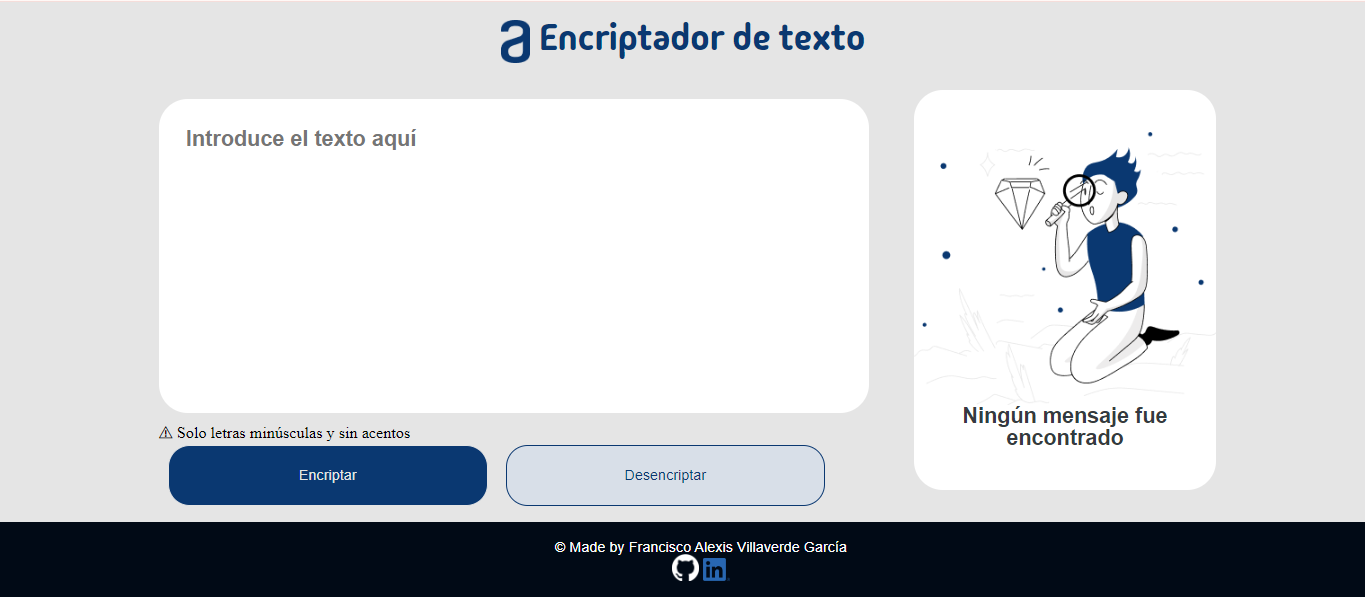 a Encriptador de texto
Introduce el texto aquí
⚠ Solo letras minúsculas y sin acentos
Encriptar
Desencriptar
Ningún mensaje fue
encontrado
© Made by Francisco Alexis Villaverde García
in